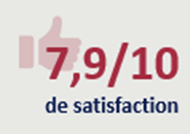 7,9/10
de satisfaction